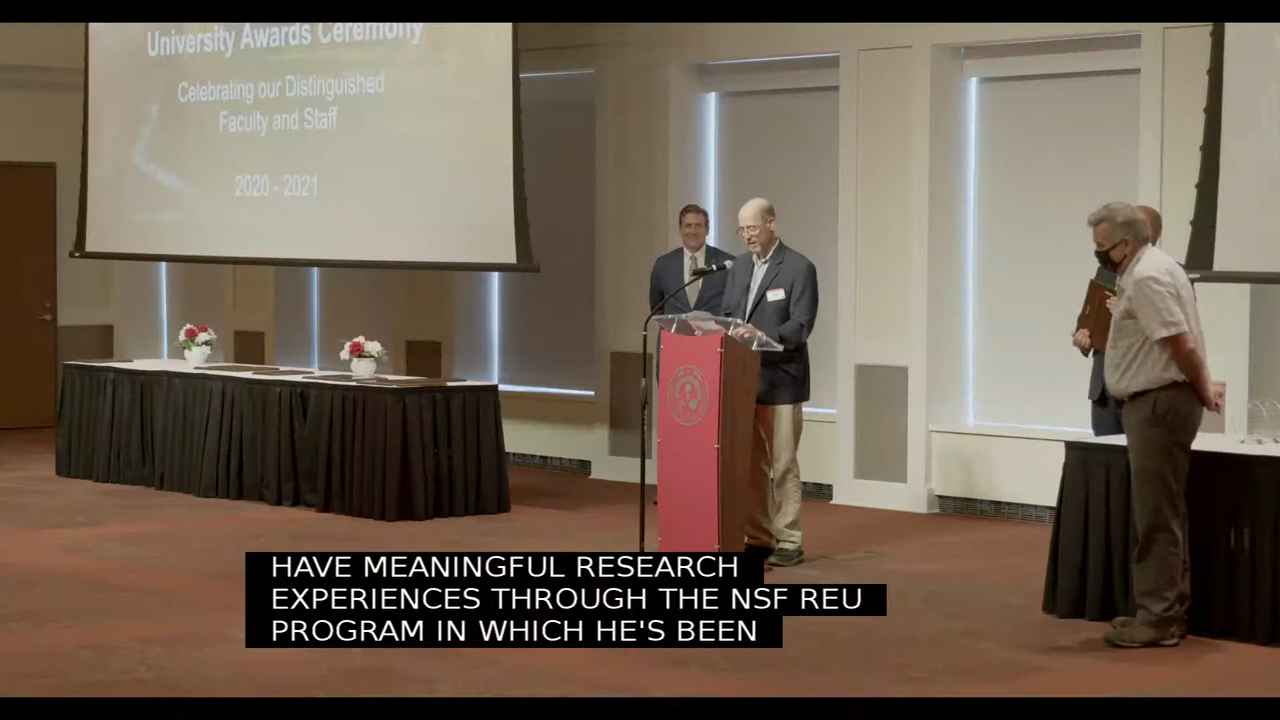 University Awards Ceremony
Celebrating our Distinguished
Faculty and Staff
2020 - 2021
HAVE MEANINGFUL RESEARCH
EXPERIENCES THROUGH THE NSF REU
PROGRAM IN WHICH HE'S BEEN